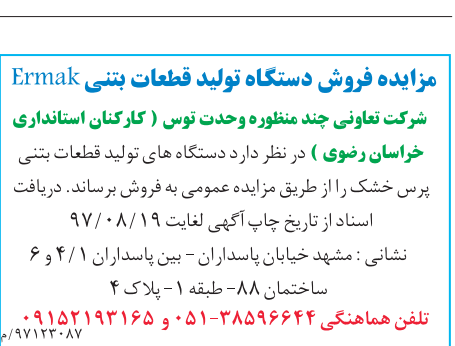 مزایده فروش دستگاه تولید قطعات بتنی Ermak
شرکت تعاونی چند منظوره وحدت توس ( کارکنان استانداری
خراسان رضوی ) در نظر دارد دستگاه های تولید قطعات بتنی
پرس خشک را از طریق مزایده عمومی به فروش برساند. دریافت
اسناد از تاریخ چاپ آگهی لغایت ۹۷/۰۸/۱۹
نشانی : مشهد خیابان پاسداران - بین پاسداران ۴/۱ و ۶
ساختمان ۸۸- طبقه ۱- پلاک ۴
تلفن هماهنگی ۳۸۵۹۶۶۴۴-۰۵۱ و ۰۹۱۵۲۱۹۳۱۶۵
۹۷۱۲۳۰۸۷/م